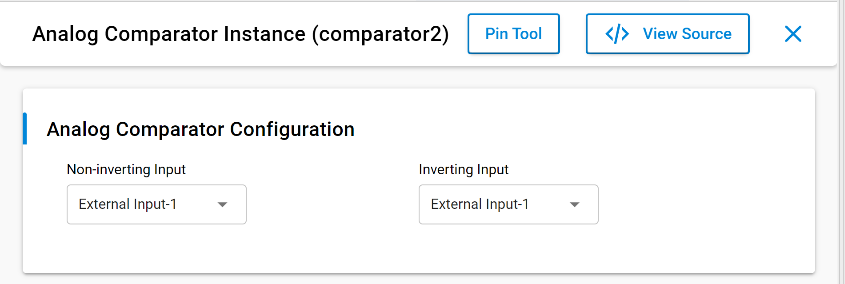 Analog Comparator Instance (comparator2)
Pin Tool
</> View Source
Analog Comparator Configuration
Non-inverting Input
Inverting Input
External Input-1
External Input-1